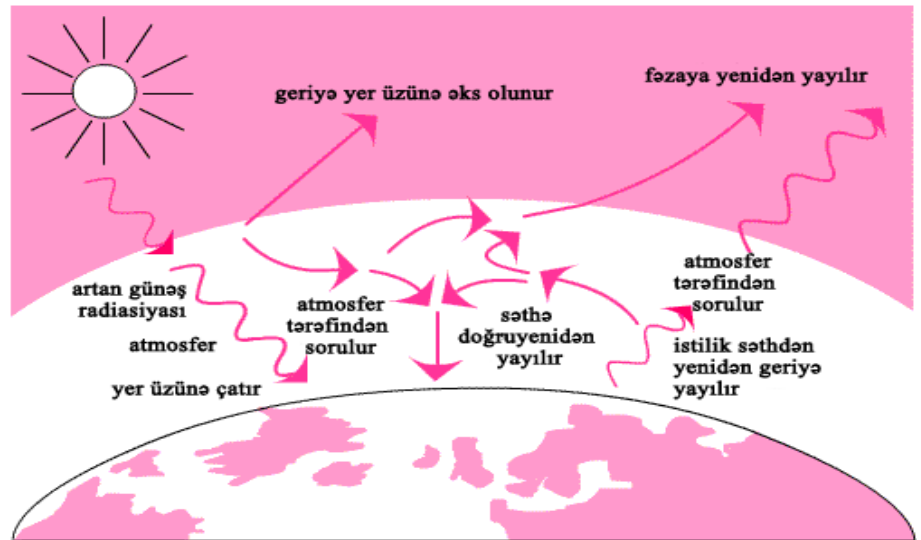 geriyə yer üzünə əks olunur
fəzaya yenidən yayılır
artan günəş
radiasiyası
atmosfer
yer üzünə çatır
atmosfer
tərəfindən
sorulur
səthə
doğruyenidən
yayılır
atmosfer
tərəfindən
sorulur
istilik səthdən
yenidən geriyə
yayılır